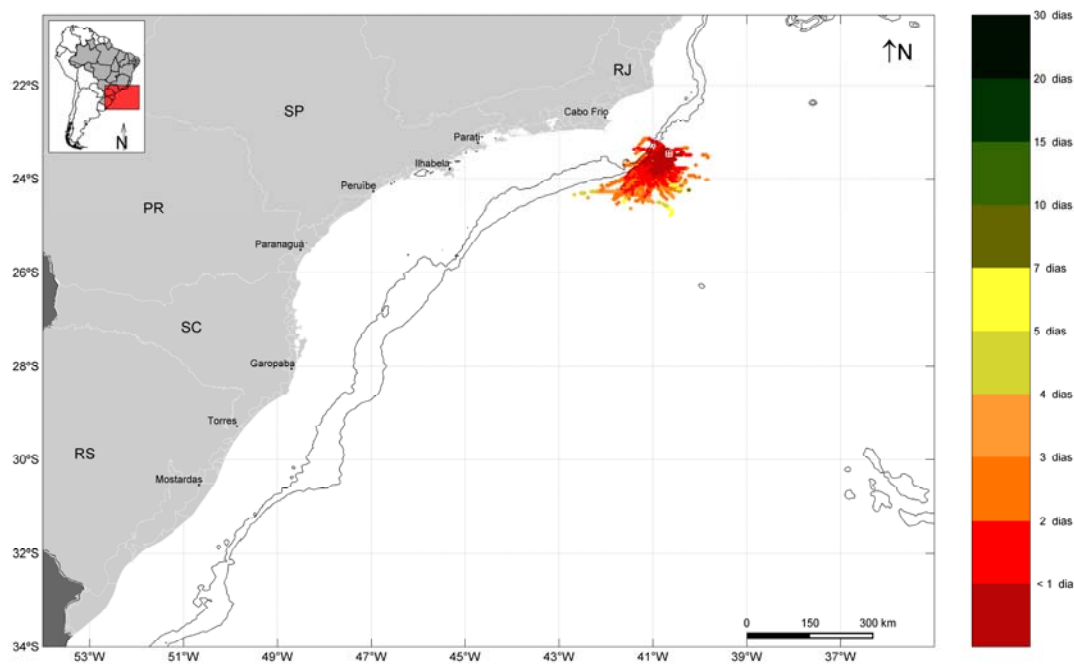 N
↑N
RJ
SP
Cabo Frio
Parati
Ilhabela
Peruíbe
PR
Paranaguá
SC
Garopaba
Torres
RS
Mostardas
22°S
24°S
26°S
28°S
30°S
32°S
34°S
53°W
51°W
49°W
47°W
45°W
43°W
41°W
39°W
37°W
0 150 300 km
30 dias
20 dias
15 dias
10 dias
7 dias
5 dias
4 dias
3 dias
2 dias
< 1 dia